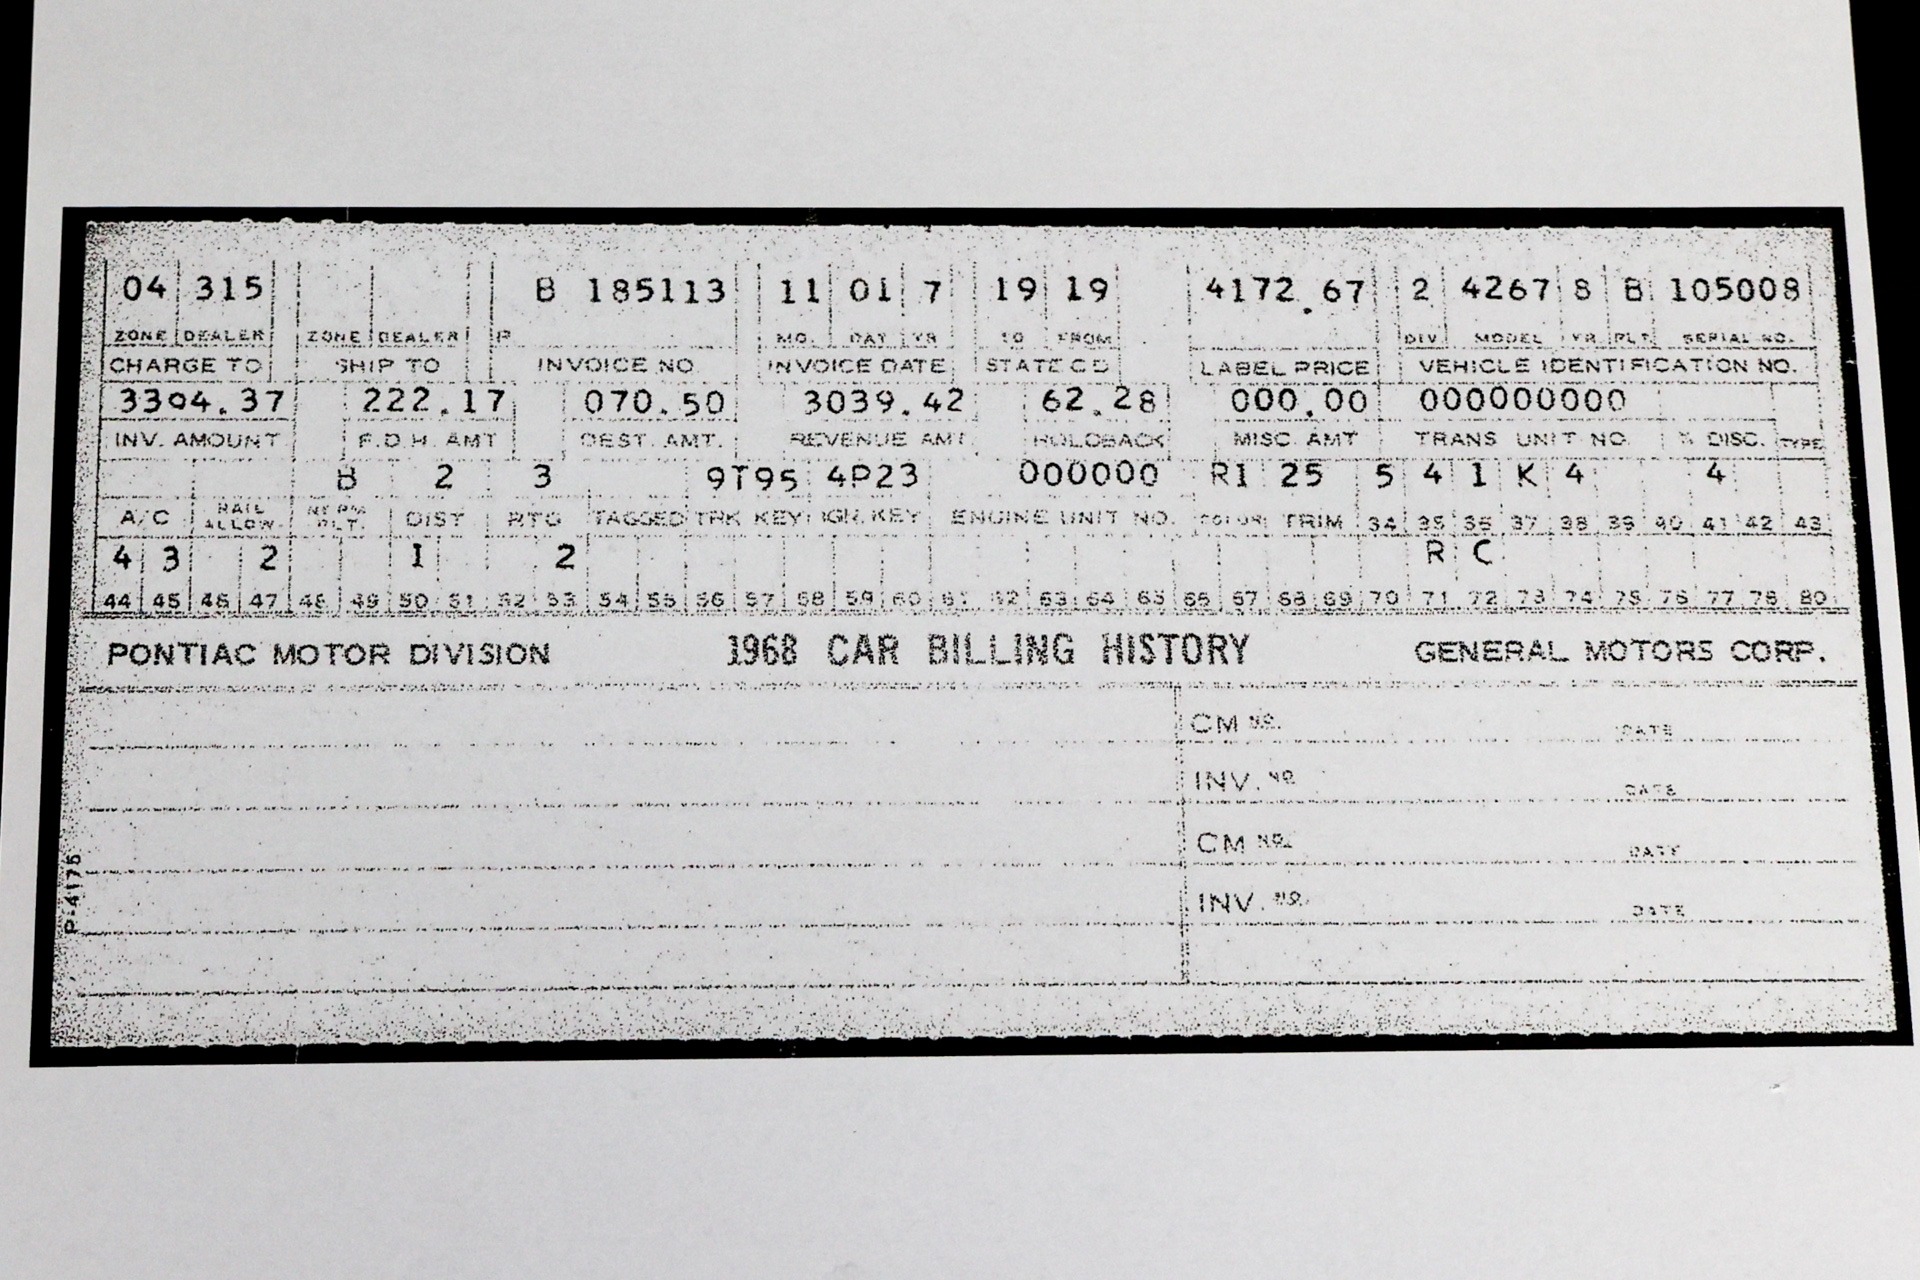 04 315 B 185113 11 01 7 19 19 4172.67 2 4267 8 B 105008
ZONE DEALER ZONE DEALER P MO. DAY YR TO FROM DIV. MODEL YR PLT. SERIAL NO.
CHARGE TO SHIP TO INVOICE NO. INVOICE DATE STATE CD LABEL PRICE VEHICLE IDENTIFICATION NO.
3304.37 222.17 070.50 3039.42 62.28 000.00 000000000
INV. AMOUNT F.D.H. AMT DEST. AMT. REVENUE AMT. HOLDBACK MISC AMT TRANS UNIT NO. % DISC. TYPE
B 2 3 9T95 4P23 000000 RI 25 5 4 1 K 4 4
A/C RAIL ALLOW. PLT. DIST RTG TAGGED TRK KEY IGN. KEY ENGINE UNIT NO. COLOR TRIM 34 35 36 37 38 39 40 41 42 43
4 3 2 1 2 R C
44 45 46 47 48 49 50 51 52 53 54 55 56 57 58 59 60 61 62 63 64 65 66 67 68 69 70 71 72 73 74 75 76 77 78 80
PONTIAC MOTOR DIVISION 1968 CAR BILLING HISTORY GENERAL MOTORS CORP.
CM NO. DATE
INV. NO. DATE
CM NO. DATE
INV. NO. DATE
P-4175